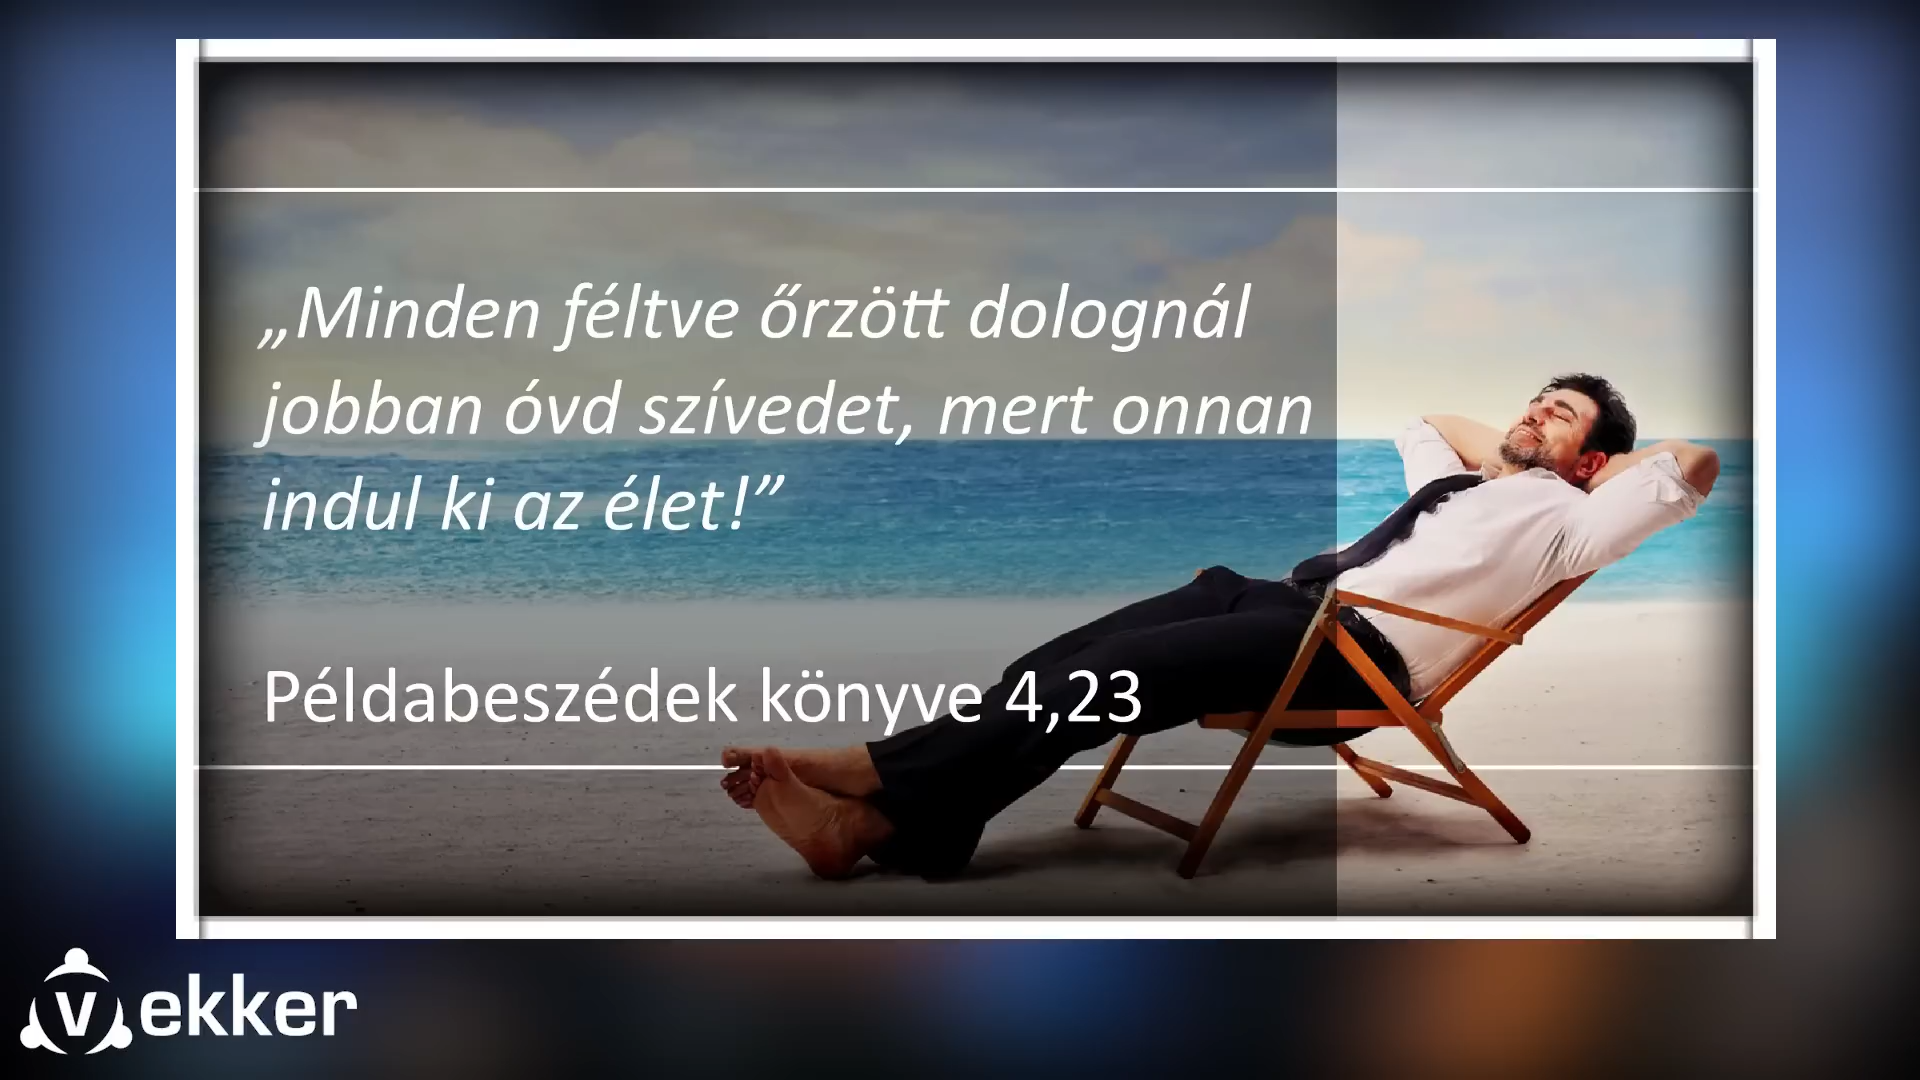 „Minden féltve őrzött dolognál
jobban óvd szívedet, mert onnan
indul ki az élet!”
Példabeszédek könyve 4,23
vekker